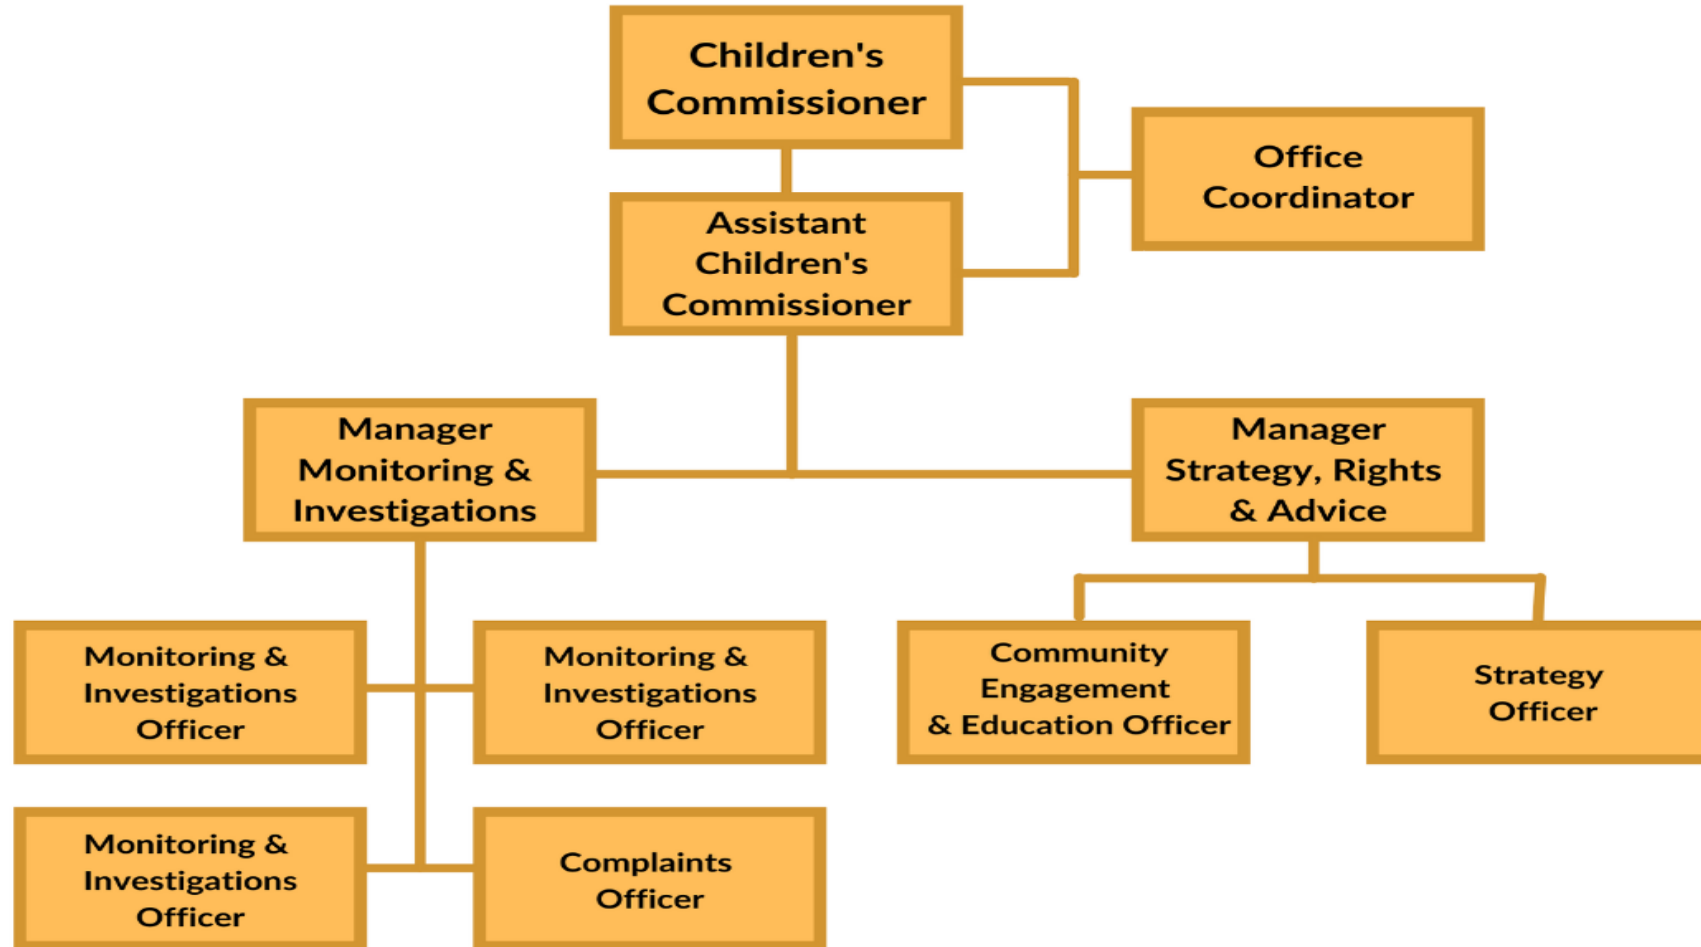 Children's
Commissioner
Office
Coordinator
Assistant
Children's
Commissioner
Manager
Monitoring &
Investigations
Manager
Strategy, Rights
& Advice
Monitoring &
Investigations
Officer
Monitoring &
Investigations
Officer
Community
Engagement
& Education Officer
Strategy
Officer
Monitoring &
Investigations
Officer
Complaints
Officer